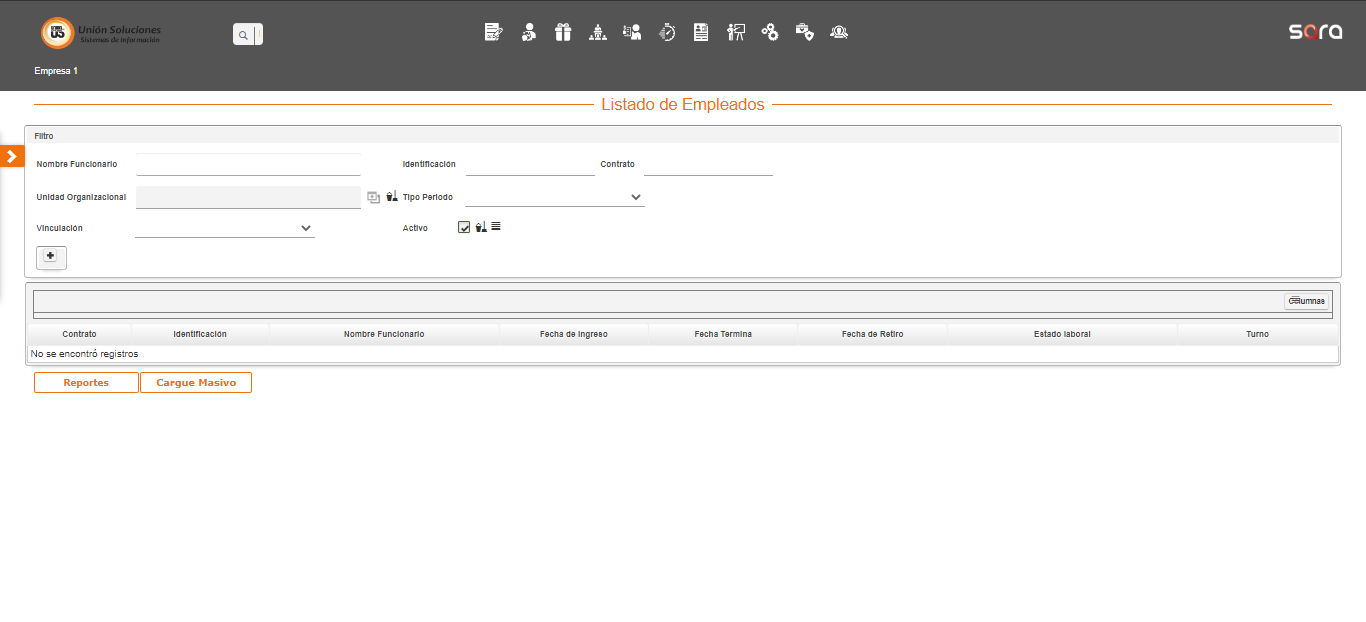 Unión Soluciones
Sistemas de Información
sora
Empresa 1
Listado de Empleados
Filtro
Nombre Funcionario
Identificación
Contrato
Unidad Organizacional
Tipo Periodo
Vinculación
Activo
Columnas
Contrato Identificación Nombre Funcionario Fecha de Ingreso Fecha Termina Fecha de Retiro Estado laboral Turno
No se encontró registros
Reportes
Cargue Masivo